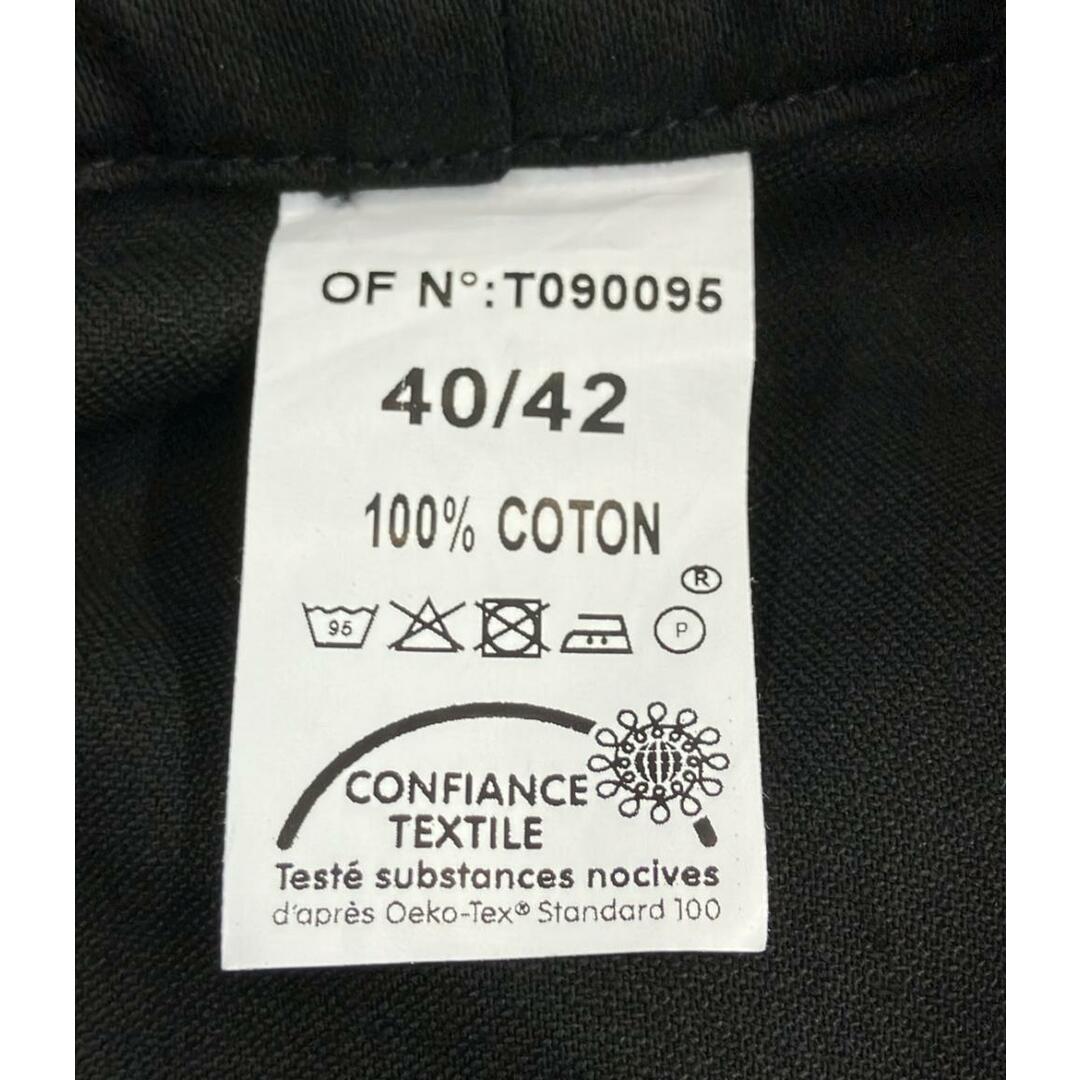 OF N°:T090095
40/42
100% COTON
®
95 P
CONFIANCE
TEXTILE
Testé substances nocives
d'après Oeko-Tex® Standard 100